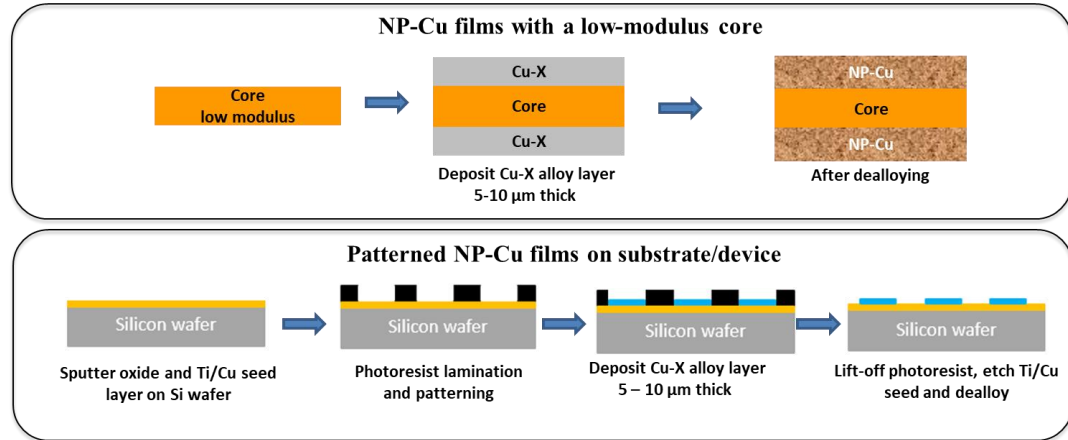 NP-Cu films with a low-modulus core
Core
low modulus
Cu-X
Core
Cu-X
Deposit Cu-X alloy layer
5-10 µm thick
NP-Cu
Core
NP-Cu
After dealloying
Patterned NP-Cu films on substrate/device
Silicon wafer
Sputter oxide and Ti/Cu seed
layer on Si wafer
Silicon wafer
Photoresist lamination
and patterning
Silicon wafer
Deposit Cu-X alloy layer
5 – 10 µm thick
Silicon wafer
Lift-off photoresist, etch Ti/Cu
seed and dealloy